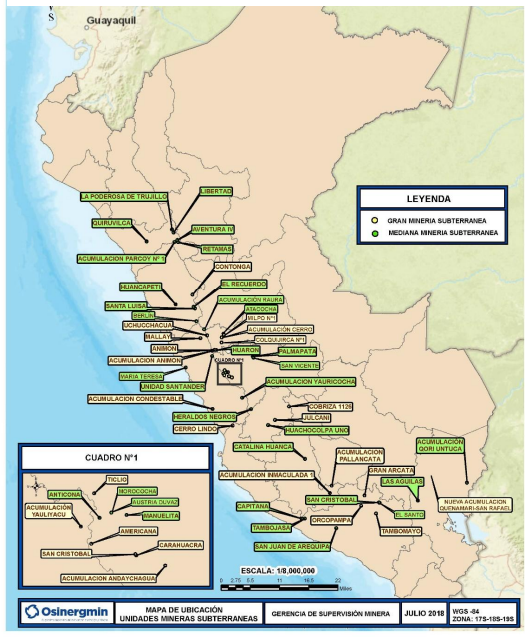 Guayaquil
LEYENDA
GRAN MINERIA SUBTERRANEA
MEDIANA MINERIA SUBTERRANEA
LA PODEROSA DE TRUJILLO
LIBERTAD
QUIRUVILCA
AVENTURA IV
RETAMAS
ACUMULACION PARCOY Nº 1
CONTONGA
HUANCAPETI
EL RECUERDO
SANTA LUISA
ACUMULACIÓN RAURA
BERLIN
ATACOCHA
MILPO Nº1
UCHUCCHACUA
ACUMULACIÓN CERRO
MALLAY
COLQUIJIRCA Nº1
ANIMON
HUARON
PALMAPATA
ACUMULACION ANIMON
CUADRO Nº1
SAN VICENTE
MARIA TERESA
UNIDAD SANTANDER
ACUMULACIÓN YAURICOCHA
ACUMULACION CONDESTABLE
COBRIZA 1126
HERALDOS NEGROS
JULCANI
CERRO LINDO
HUACHOCOLPA UNO
CATALINA HUANCA
ACUMULACION
PALLANCATA
ACUMULACIÓN
QORI UNTUCA
GRAN ARCATA
ACUMULACION INMACULADA 1
LAS AGUILAS
SAN CRISTOBAL
NUEVA ACUMULACION
QUENAMARI-SAN RAFAEL
CAPITANA
EL SANTO
ORCOPAMPA
TAMBOMAYO
TAMBOJASA
SAN JUAN DE AREQUIPA
CUADRO N°1
TICLIO
ANTICONA
MOROCOCHA
AUSTRIA DUVAZ
ACUMULACIÓN
YAULIYACU
MANUELITA
AMERICANA
CARAHUACRA
SAN CRISTOBAL
ACUMULACION ANDAYCHAGUA
ESCALA: 1/8,000,000
0 2.75 5.5 11 16.5 22
Miles
Osinergmin
MAPA DE UBICACIÓN
UNIDADES MINERAS SUBTERRANEAS
GERENCIA DE SUPERVISIÓN MINERA
JULIO 2018
WGS -84
ZONA: 17S-18S-19S